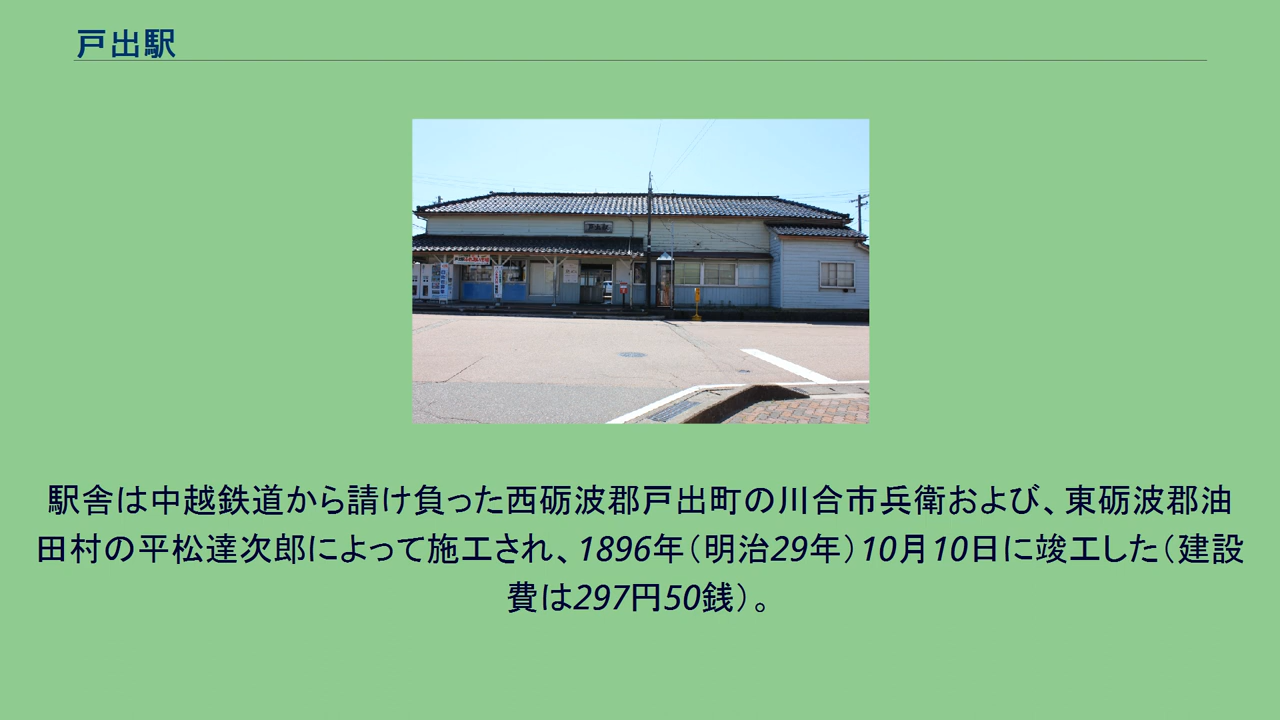 戸出駅
駅舎は中越鉄道から請け負った西砺波郡戸出町の川合市兵衛および、東砺波郡油
田村の平松達次郎によって施工され、1896年（明治29年）10月10日に竣工した（建設
費は297円50銭）。